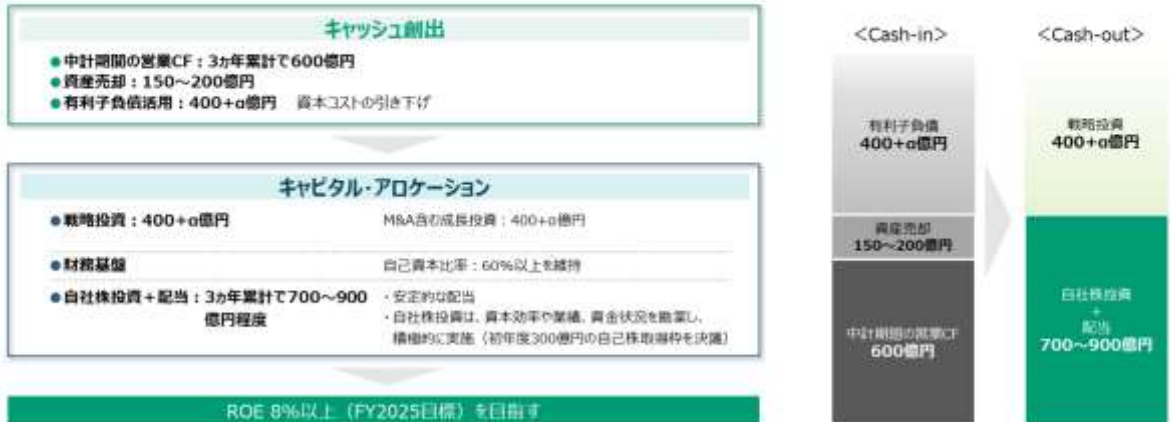 キャッシュ創出
●中計期間の営業CF：3ヵ年累計で600億円
●資産売却：150～200億円
●有利子負債活用：400+α億円　資本コストの引き下げ
キャピタル・アロケーション
●戦略投資：400+α億円　M&A含む成長投資：400+α億円
●財務基盤　自己資本比率：60%以上を維持
●自社株投資＋配当：3ヵ年累計で700～900
億円程度
・安定的な配当
・自社株投資は、資本効率や業績、資金状況を勘案し、
積極的に実施（初年度300億円の自己株取得枠を決議）
ROE 8%以上（FY2025目標）を目指す
<Cash-in>
有利子負債
400+α億円
資産売却
150～200億円
中計期間の営業CF
600億円
<Cash-out>
戦略投資
400+α億円
自社株投資
+
配当
700～900億円